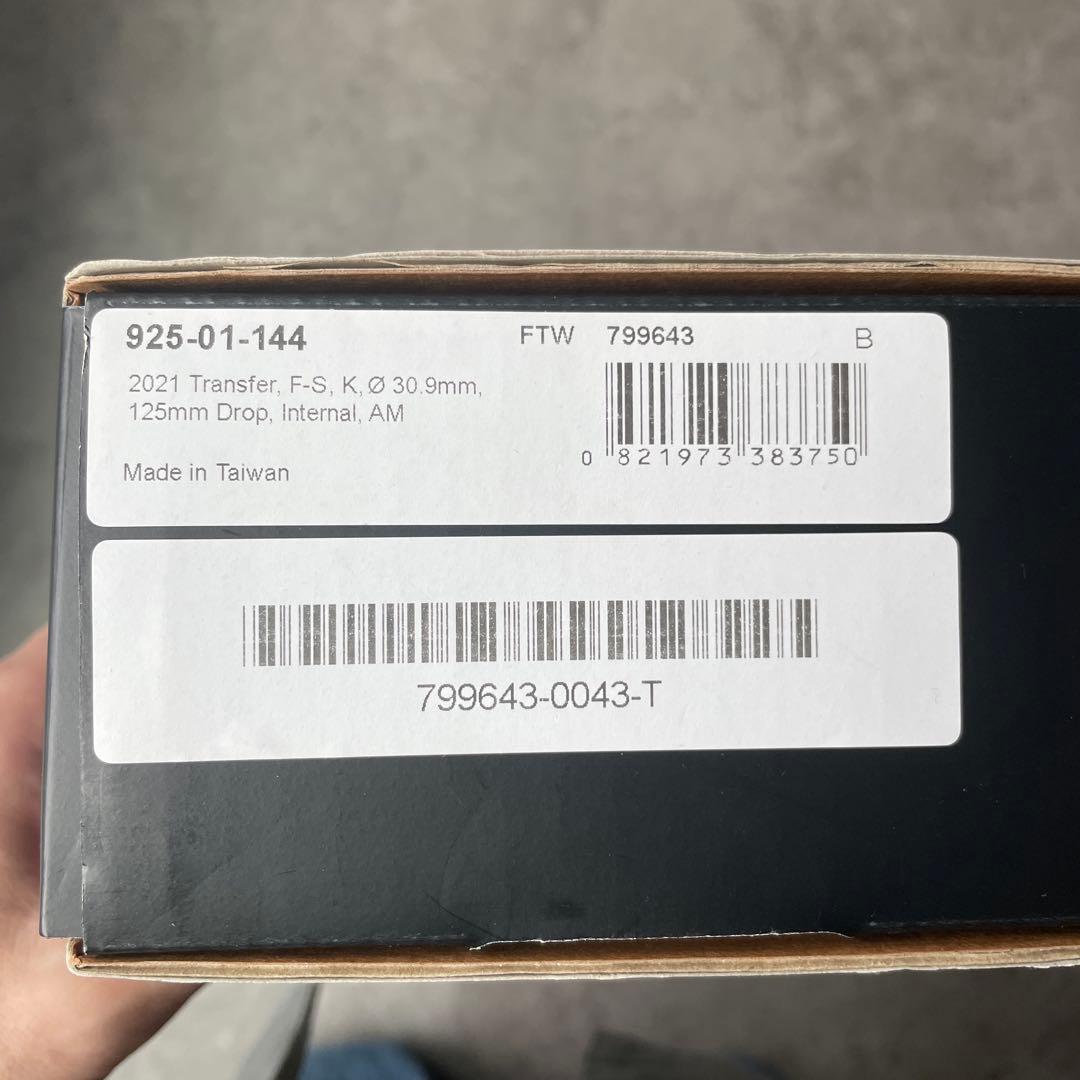 925-01-144
FTW 799643 B
2021 Transfer, F-S, K, Ø 30.9mm,
125mm Drop, Internal, AM
0 821973 383750
Made in Taiwan
799643-0043-T